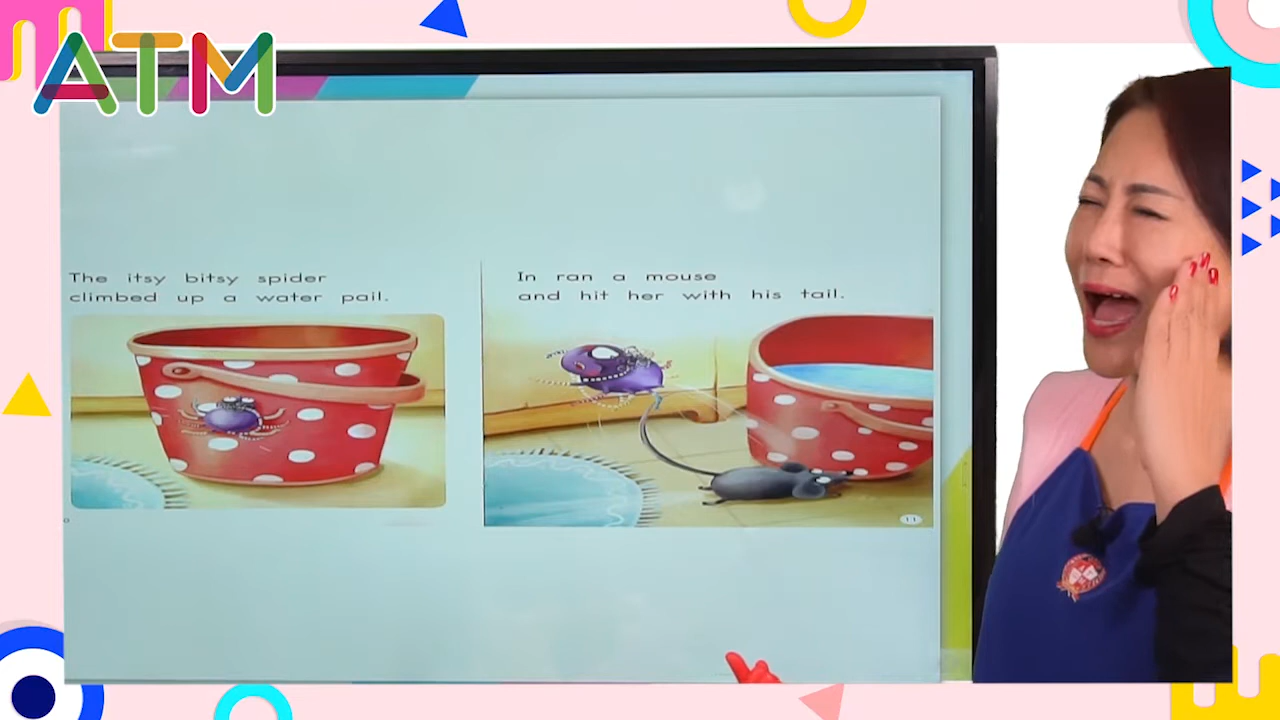 ATM
The itsy bitsy spider
climbed up a water pail.
In ran a mouse
and hit her with his tail.
11